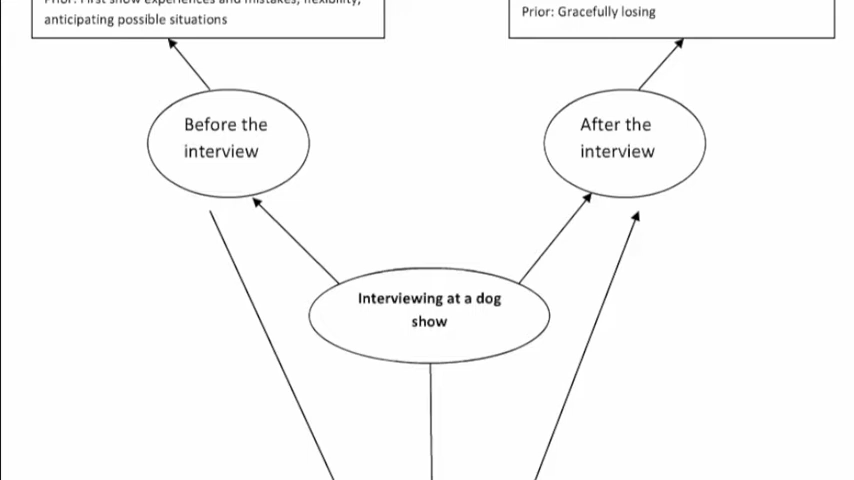 Prior: First show experiences and mistakes, flexibility,
anticipating possible situations
Prior: Gracefully losing
Before the
interview
After the
interview
Interviewing at a dog
show